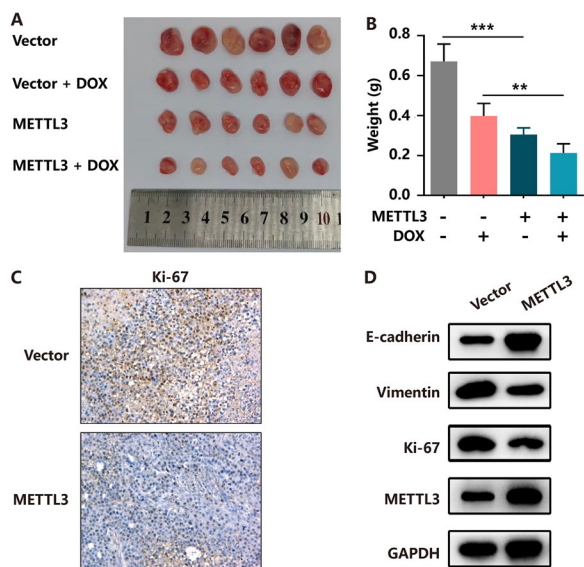 A
Vector
Vector + DOX
METTL3
METTL3 + DOX
1 2 3 4 5 6 7 8 9 10 1
B
Weight (g)
0.8
0.6
0.4
0.2
0.0
***
**
METTL3 - - + +
DOX - + - +
C
Ki-67
Vector
METTL3
D
Vector METTL3
E-cadherin
Vimentin
Ki-67
METTL3
GAPDH